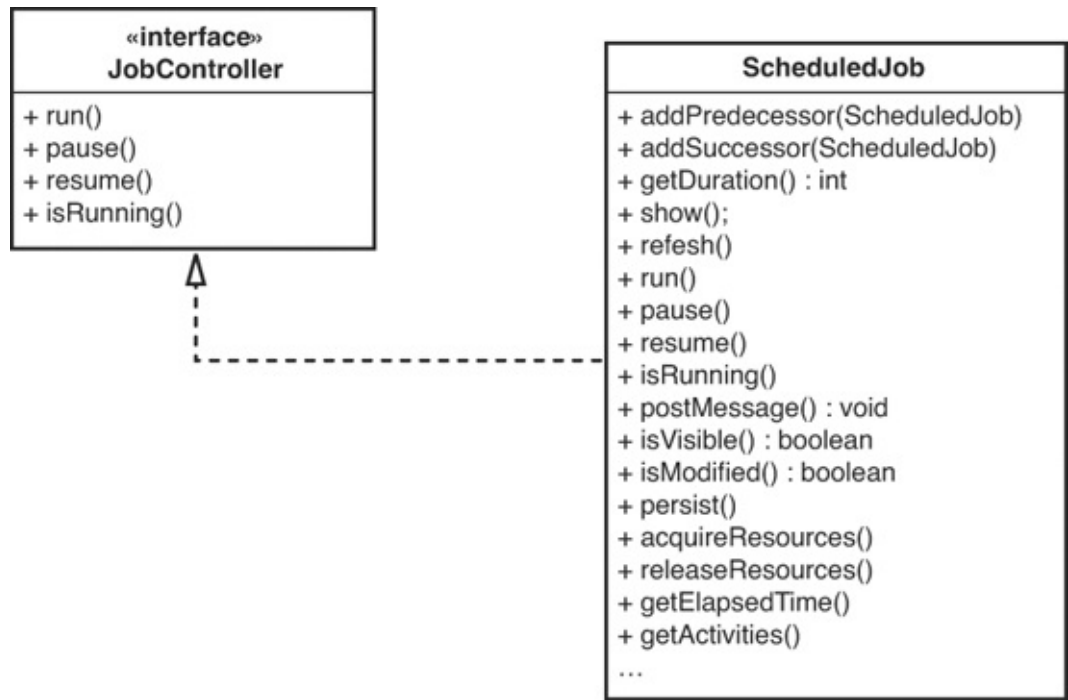 «interface»
JobController
+ run()
+ pause()
+ resume()
+ isRunning()
ScheduledJob
+ addPredecessor(ScheduledJob)
+ addSuccessor(ScheduledJob)
+ getDuration() : int
+ show();
+ refesh()
+ run()
+ pause()
+ resume()
+ isRunning()
+ postMessage() : void
+ isVisible() : boolean
+ isModified() : boolean
+ persist()
+ acquireResources()
+ releaseResources()
+ getElapsedTime()
+ getActivities()
...